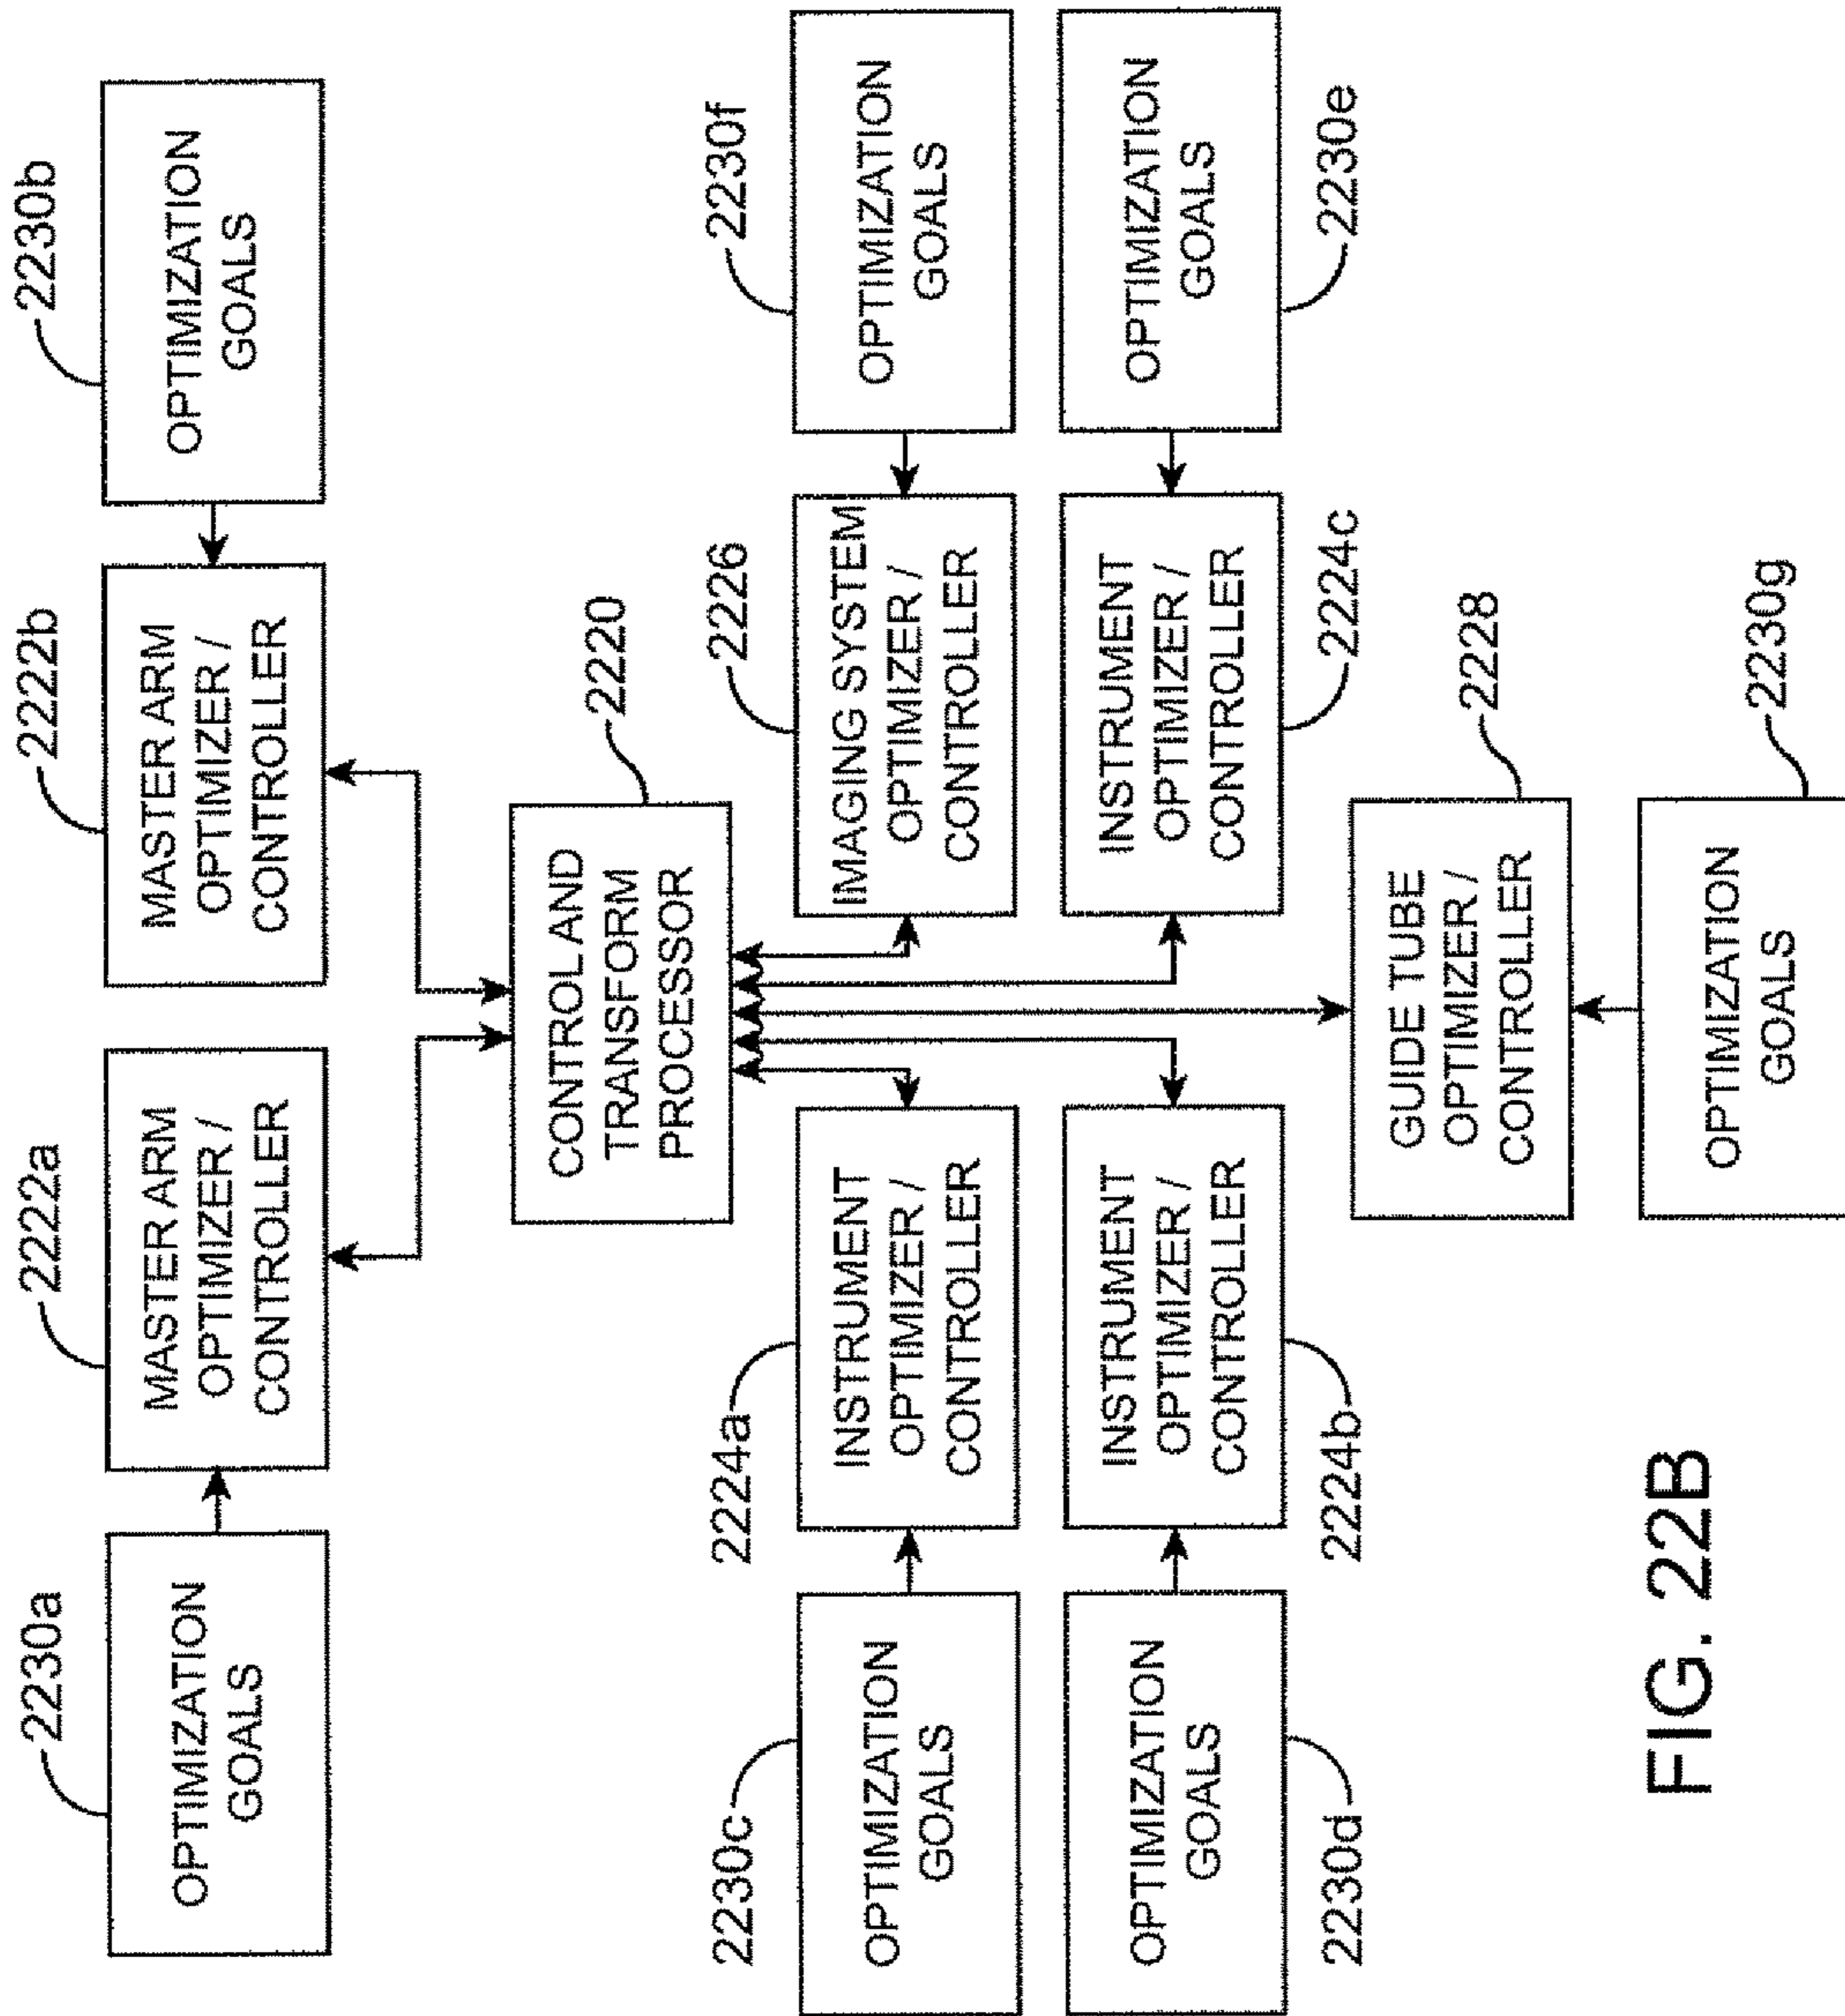 2230a
OPTIMIZATION
GOALS
2222a
MASTER ARM
OPTIMIZER /
CONTROLLER
2222b
MASTER ARM
OPTIMIZER /
CONTROLLER
2230b
OPTIMIZATION
GOALS
CONTROL AND
TRANSFORM
PROCESSOR
2220
2230c
OPTIMIZATION
GOALS
2224a
INSTRUMENT
OPTIMIZER /
CONTROLLER
2226
IMAGING SYSTEM
OPTIMIZER /
CONTROLLER
2230f
OPTIMIZATION
GOALS
OPTIMIZATION
GOALS
2230d
INSTRUMENT
OPTIMIZER /
CONTROLLER
2224b
INSTRUMENT
OPTIMIZER /
CONTROLLER
2224c
OPTIMIZATION
GOALS
2230e
GUIDE TUBE
OPTIMIZER /
CONTROLLER
2228
OPTIMIZATION
GOALS
2230g
FIG. 22B